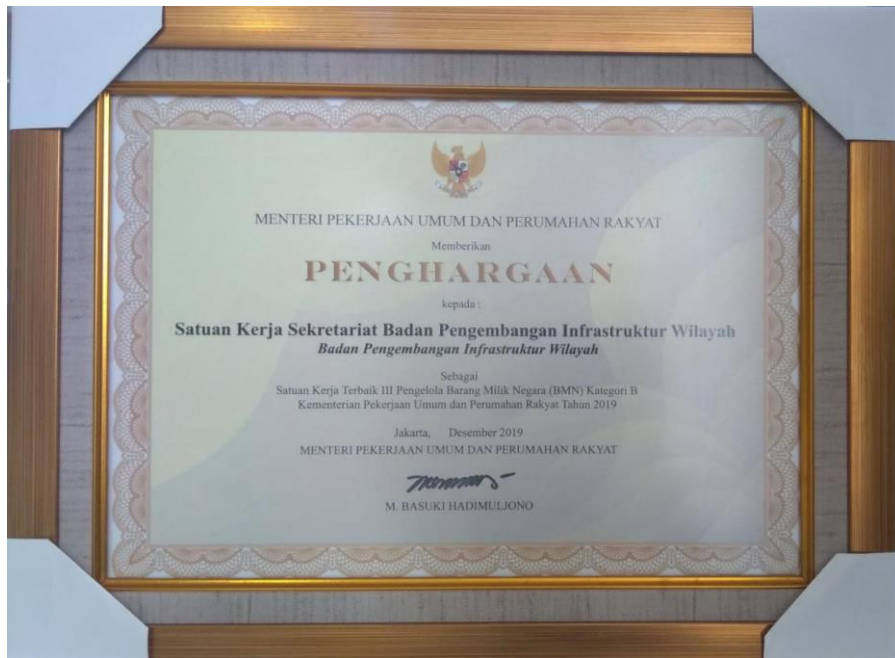 MENTERI PEKERJAAN UMUM DAN PERUMAHAN RAKYAT
Memberikan
PENGHARGAAN
kepada :
Satuan Kerja Sekretariat Badan Pengembangan Infrastruktur Wilayah
Badan Pengembangan Infrastruktur Wilayah
Sebagai
Satuan Kerja Terbaik III Pengelola Barang Milik Negara (BMN) Kategori B
Kementerian Pekerjaan Umum dan Perumahan Rakyat Tahun 2019
Jakarta, Desember 2019
MENTERI PEKERJAAN UMUM DAN PERUMAHAN RAKYAT
M. BASUKI HADIMULJONO